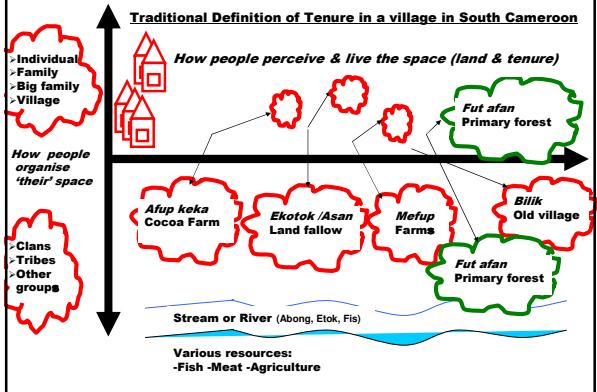 Traditional Definition of Tenure in a village in South Cameroon
How people perceive & live the space (land & tenure)
➢Individual
➢Family
➢Big family
➢Village
How people
organise
‘their’ space
➢Clans
➢Tribes
➢Other
groups
Fut afan
Primary forest
Afup keka
Cocoa Farm
Ekotok /Asan
Land fallow
Mefup
Farms
Bilik
Old village
Fut afan
Primary forest
Stream or River (Abong, Etok, Fis)
Various resources:
-Fish -Meat -Agriculture